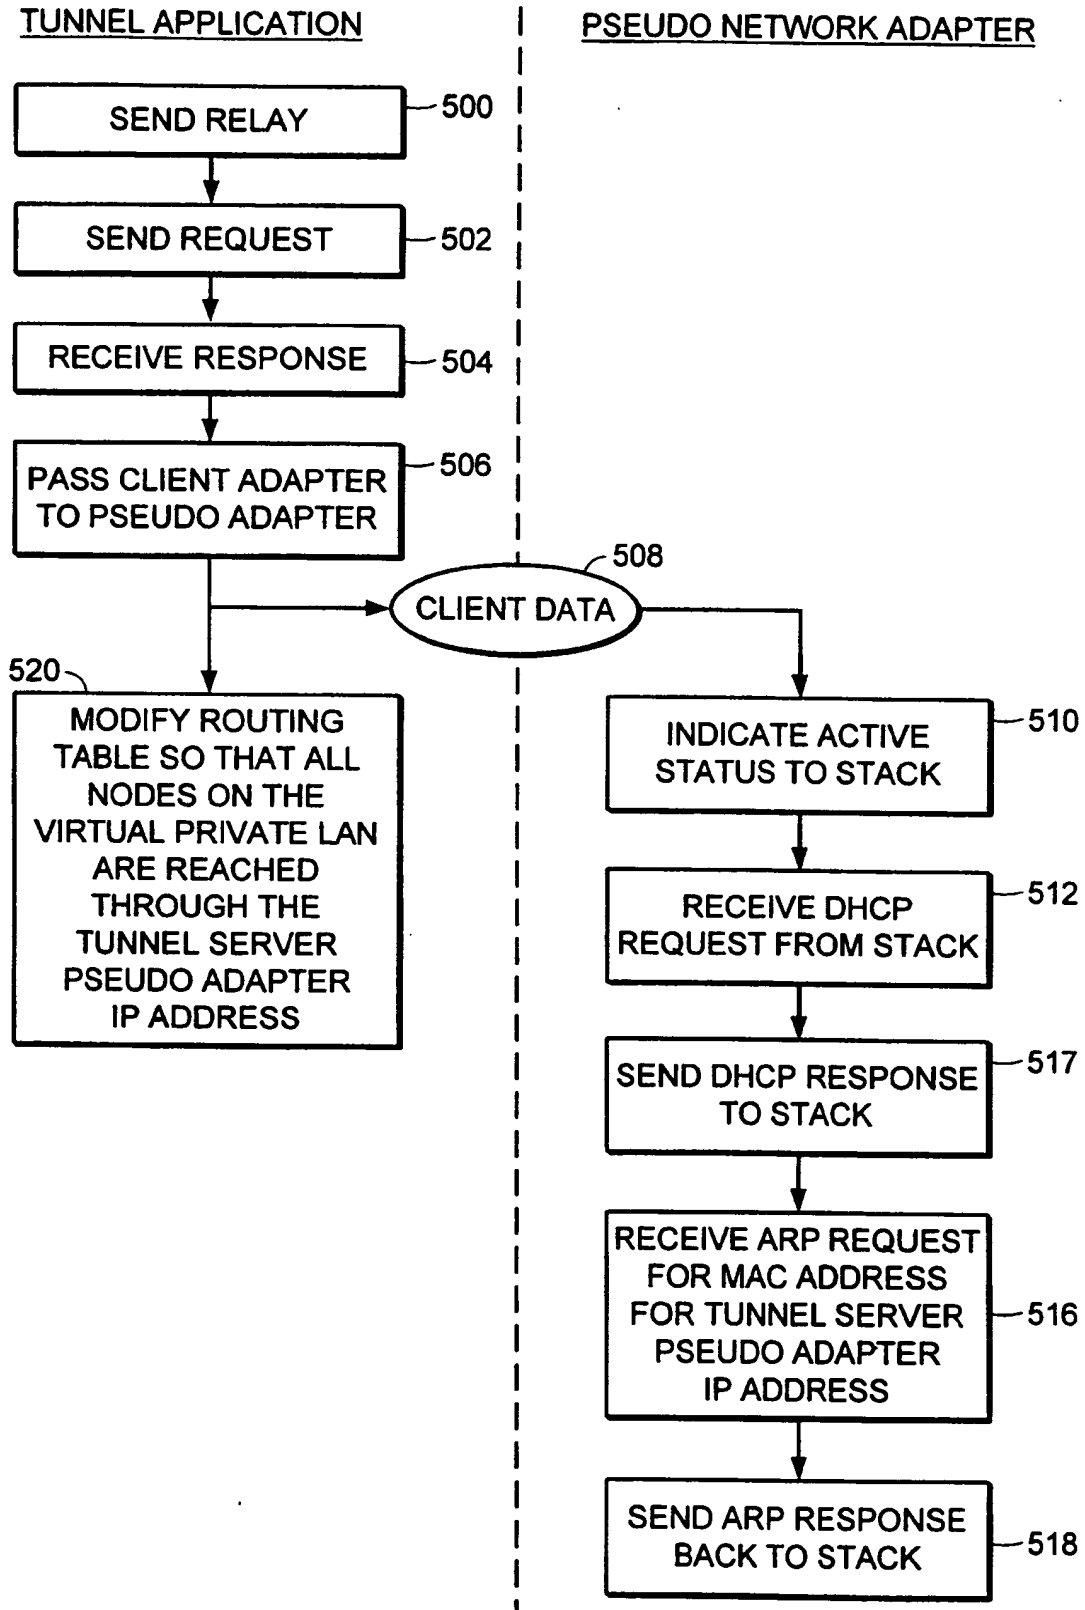 TUNNEL APPLICATION
PSEUDO NETWORK ADAPTER
SEND RELAY
500
SEND REQUEST
502
RECEIVE RESPONSE
504
PASS CLIENT ADAPTER
TO PSEUDO ADAPTER
506
CLIENT DATA
508
520
MODIFY ROUTING
TABLE SO THAT ALL
NODES ON THE
VIRTUAL PRIVATE LAN
ARE REACHED
THROUGH THE
TUNNEL SERVER
PSEUDO ADAPTER
IP ADDRESS
INDICATE ACTIVE
STATUS TO STACK
510
RECEIVE DHCP
REQUEST FROM STACK
512
SEND DHCP RESPONSE
TO STACK
517
RECEIVE ARP REQUEST
FOR MAC ADDRESS
FOR TUNNEL SERVER
PSEUDO ADAPTER
IP ADDRESS
516
SEND ARP RESPONSE
BACK TO STACK
518